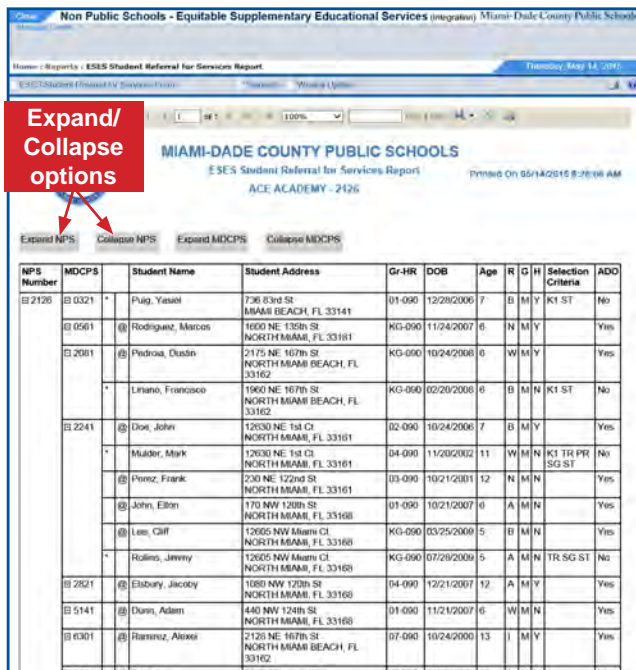 Close Non Public Schools - Equitable Supplementary Educational Services (integration) Miami-Dade County Public Schools
Home : Reports : ESES Student Referral for Services Report Thursday, May 14, 2015
1 of 100%
Expand/
Collapse
options
MIAMI-DADE COUNTY PUBLIC SCHOOLS
ESES Student Referral for Services Report
Printed On 05/14/2015
ACE ACADEMY - 2126
Expand NPS Collapse NPS Expand MDCPS Collapse MDCPS
NPS Number MDCPS Student Name Student Address Gr-HR DOB Age R G H Selection Criteria ADO
2126 0321 * Puig, Yasiel 736 83rd St 01-090 12/28/2006 7 B M Y K1 ST No
MIAMI BEACH, FL 33141
0561 @ Rodriguez, Marcos 1600 NE 135th St KG-090 11/24/2007 6 N M Y Yes
NORTH MIAMI, FL 33181
2081 @ Pedroia, Dustin 2175 NE 167th St KG-090 10/24/2008 6 W M Y Yes
NORTH MIAMI BEACH, FL
33162
* Liriano, Francisco 1960 NE 167th St KG-090 02/20/2008 6 B M N K1 ST No
NORTH MIAMI BEACH, FL
33162
2241 @ Doe, John 12630 NE 1st Ct 02-090 10/24/2006 7 B M Y Yes
NORTH MIAMI, FL 33161
* Mulder, Mark 12630 NE 1st Ct 04-090 11/20/2002 11 W M N K1 TR PR No
NORTH MIAMI, FL 33161 SG ST
@ Perez, Frank 230 NE 122nd St 03-090 10/21/2001 12 N M N Yes
NORTH MIAMI, FL 33161
@ John, Elton 170 NW 128th St 01-090 10/21/2007 6 A M N Yes
NORTH MIAMI, FL 33168
@ Lee, Cliff 12605 NW Miami Ct KG-090 03/25/2009 5 B M N Yes
NORTH MIAMI, FL 33168
* Rollins, Jimmy 12605 NW Miami Ct KG-090 07/28/2009 5 A M N TR SG ST No
NORTH MIAMI, FL 33168
2821 @ Elsbury, Jacoby 1080 NW 120th St 04-090 12/21/2007 12 A M Y Yes
NORTH MIAMI, FL 33168
5141 @ Dunn, Adam 440 NW 124th St 01-090 11/21/2007 6 W M N Yes
NORTH MIAMI, FL 33168
6301 @ Ramirez, Alexei 2126 NE 167th St 07-090 10/24/2000 13 I M Y Yes
NORTH MIAMI BEACH, FL
33162